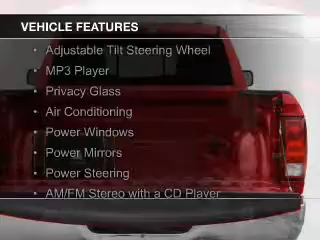 VEHICLE FEATURES
• Adjustable Tilt Steering Wheel
• MP3 Player
• Privacy Glass
• Air Conditioning
• Power Windows
• Power Mirrors
• Power Steering
• AM/FM Stereo with a CD Player